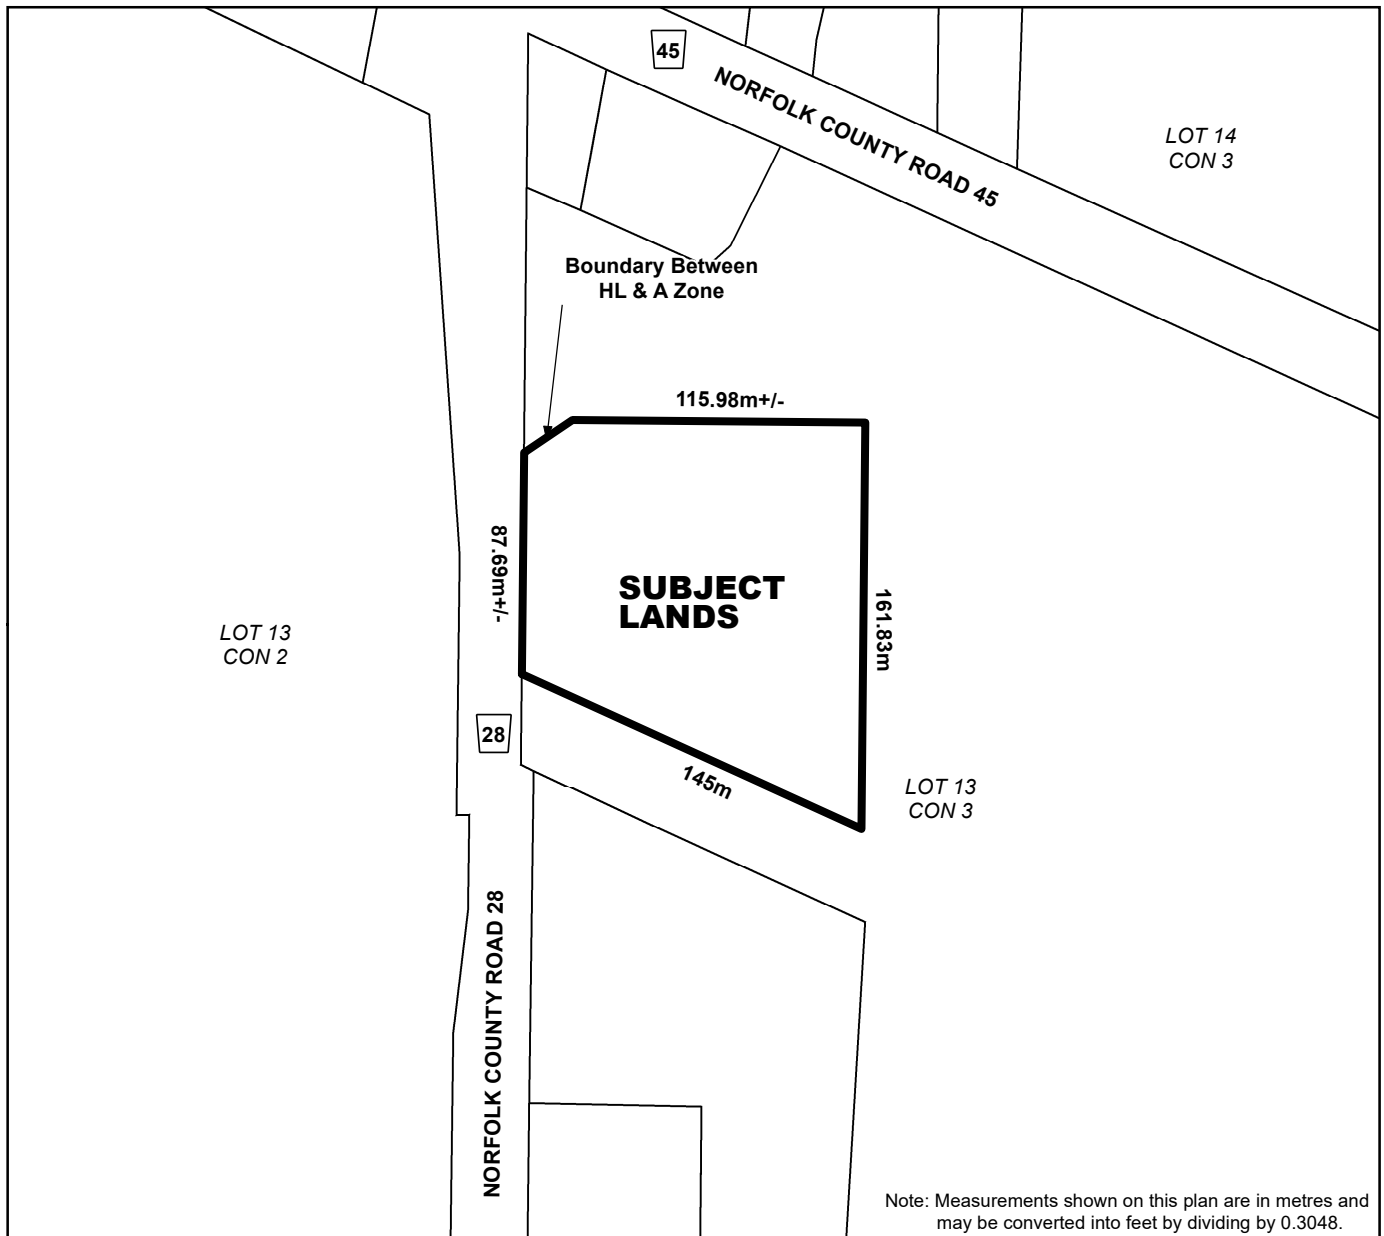 45
NORFOLK COUNTY ROAD 45
LOT 14
CON 3
Boundary Between
HL & A Zone
115.98m+/-
87.69m+/-
SUBJECT
LANDS
161.83m
LOT 13
CON 2
28
145m
LOT 13
CON 3
NORFOLK COUNTY ROAD 28
Note: Measurements shown on this plan are in metres and
may be converted into feet by dividing by 0.3048.